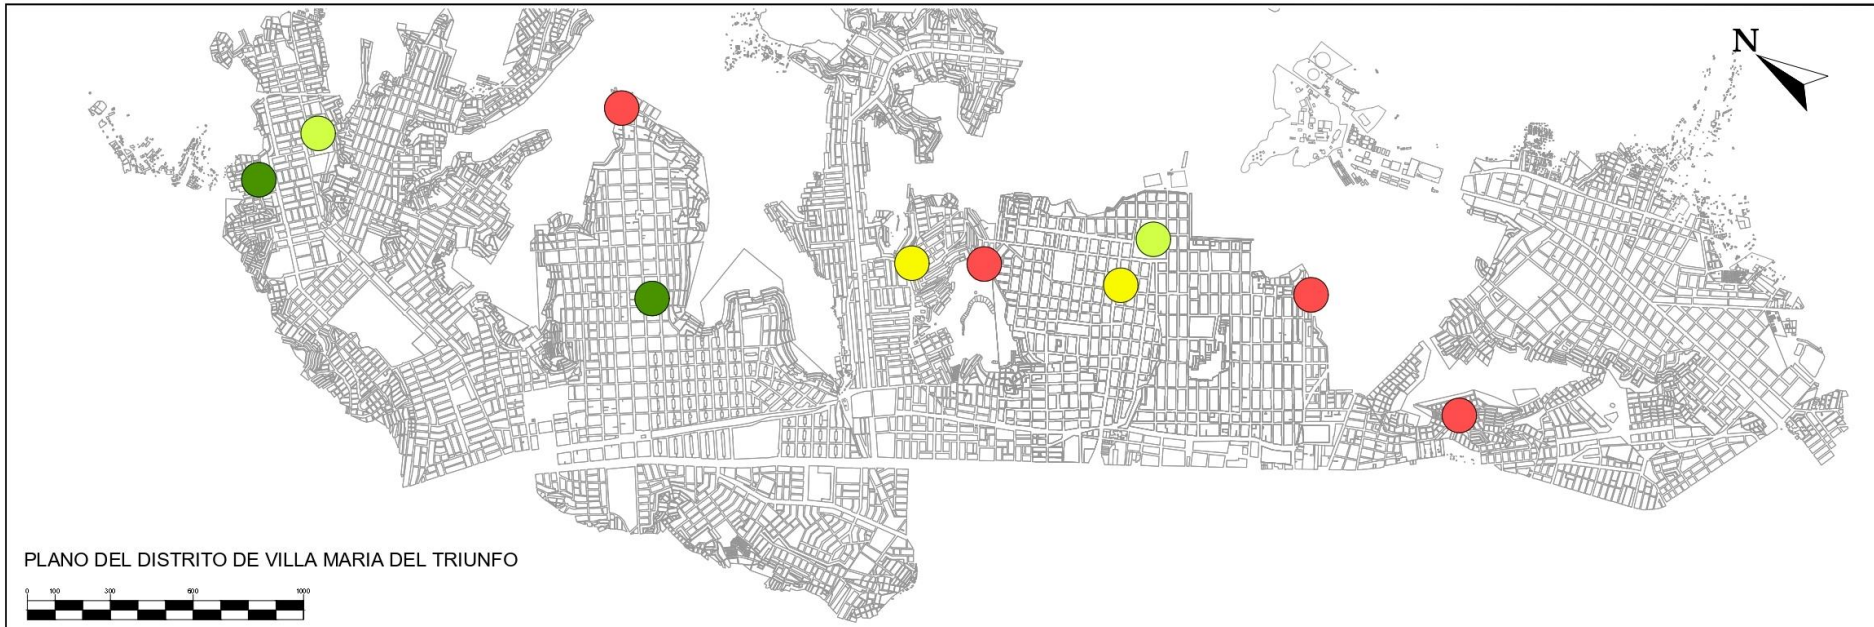 N
PLANO DEL DISTRITO DE VILLA MARIA DEL TRIUNFO
0 100 300 600 1000